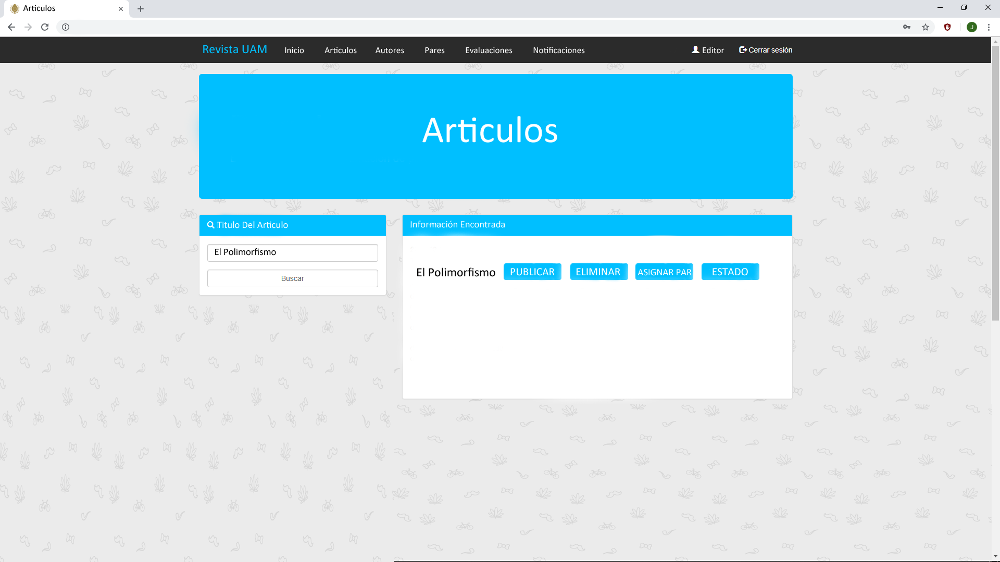 Articulos
J
Revista UAM Inicio Articulos Autores Pares Evaluaciones Notificaciones Editor Cerrar sesión
Articulos
Titulo Del Articulo
El Polimorfismo
Buscar
Información Encontrada
El Polimorfismo PUBLICAR ELIMINAR ASIGNAR PAR ESTADO